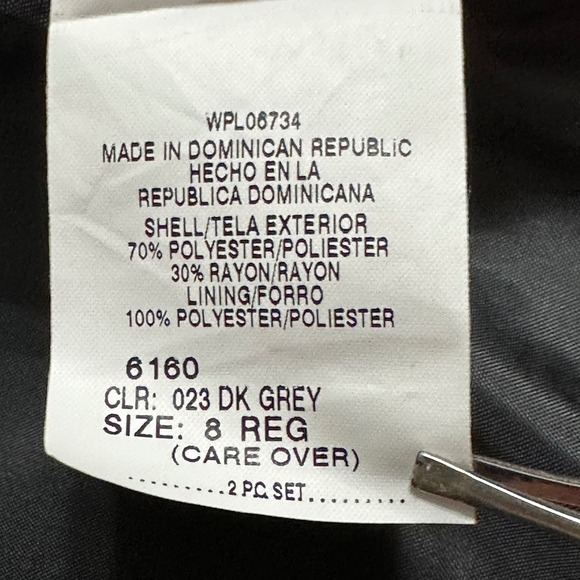 WPL06734
MADE IN DOMINICAN REPUBLIC
HECHO EN LA
REPUBLICA DOMINICANA
SHELL/TELA EXTERIOR
70% POLYESTER/POLIESTER
30% RAYON/RAYON
LINING/FORRO
100% POLYESTER/POLIESTER
6160
CLR: 023 DK GREY
SIZE: 8 REG
(CARE OVER)
.........2 PC SET.........